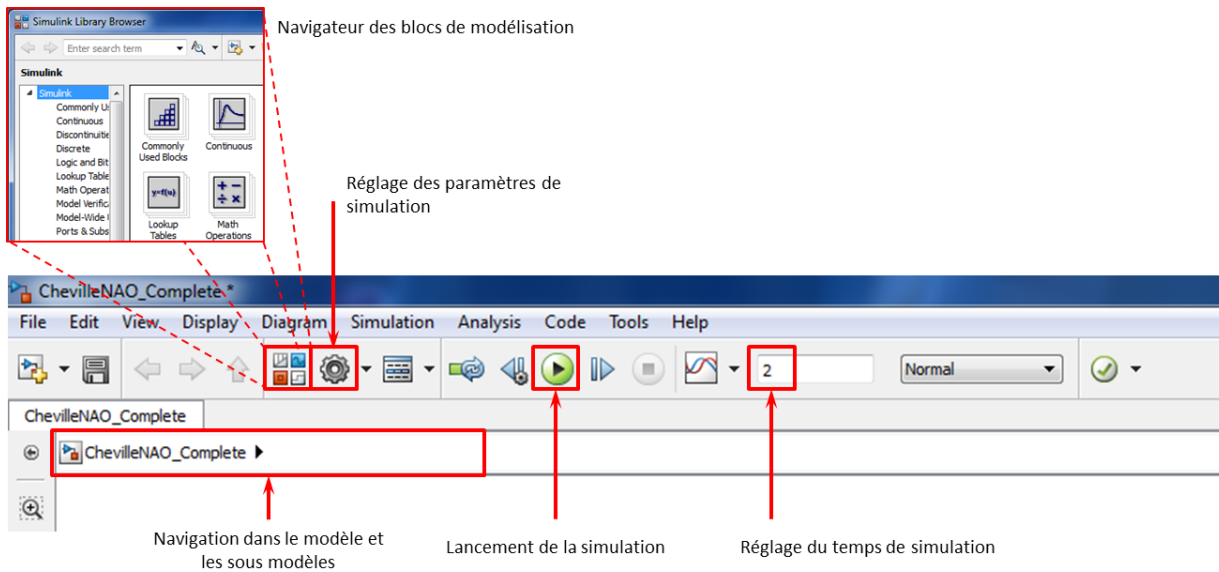 Simulink Library Browser
Navigateur des blocs de modélisation
Enter search term
Simulink
Simulink
Commonly U
Continuous
Discontinuitie
Discrete
Logic and Bit
Lookup Table
Math Operat
Model Verific
Model-Wide
Ports & Subs
Commonly
Used Blocks
Continuous
y=f(u)
Lookup
Tables
Math
Operations
Réglage des paramètres de
simulation
ChevilleNAO_Complete *
File Edit View Display Diagram Simulation Analysis Code Tools Help
2
Normal
ChevilleNAO_Complete
ChevilleNAO_Complete
Navigation dans le modèle et
les sous modèles
Lancement de la simulation
Réglage du temps de simulation